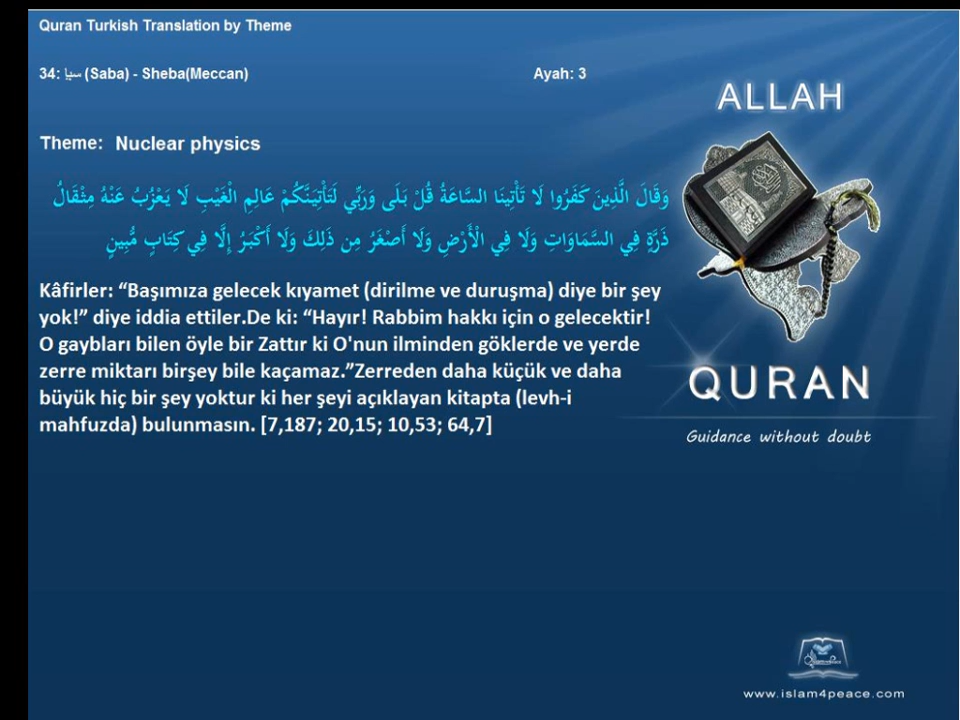 Quran Turkish Translation by Theme
34: سبإ (Saba) - Sheba(Meccan)
Ayah: 3
Theme: Nuclear physics
وَقَالَ الَّذِينَ كَفَرُوا لَا تَأْتِينَا السَّاعَةُ قُلْ بَلَى وَرَبِّي لَتَأْتِيَنَّكُمْ عَالِمِ الْغَيْبِ لَا يَعْزُبُ عَنْهُ مِثْقَالُ
ذَرَّةٍ فِي السَّمَاوَاتِ وَلَا فِي الْأَرْضِ وَلَا أَصْغَرُ مِن ذَلِكَ وَلَا أَكْبَرُ إِلَّا فِي كِتَابٍ مُّبِينٍ
Kâfirler: “Başımıza gelecek kıyamet (dirilme ve duruşma) diye bir şey
yok!” diye iddia ettiler.De ki: “Hayır! Rabbim hakkı için o gelecektir!
O gaybları bilen öyle bir Zattır ki O'nun ilminden göklerde ve yerde
zerre miktarı birşey bile kaçamaz.”Zerreden daha küçük ve daha
büyük hiç bir şey yoktur ki her şeyi açıklayan kitapta (levh-i
mahfuzda) bulunmasın. [7,187; 20,15; 10,53; 64,7]
ALLAH
QURAN
Guidance without doubt
www.islam4peace.com